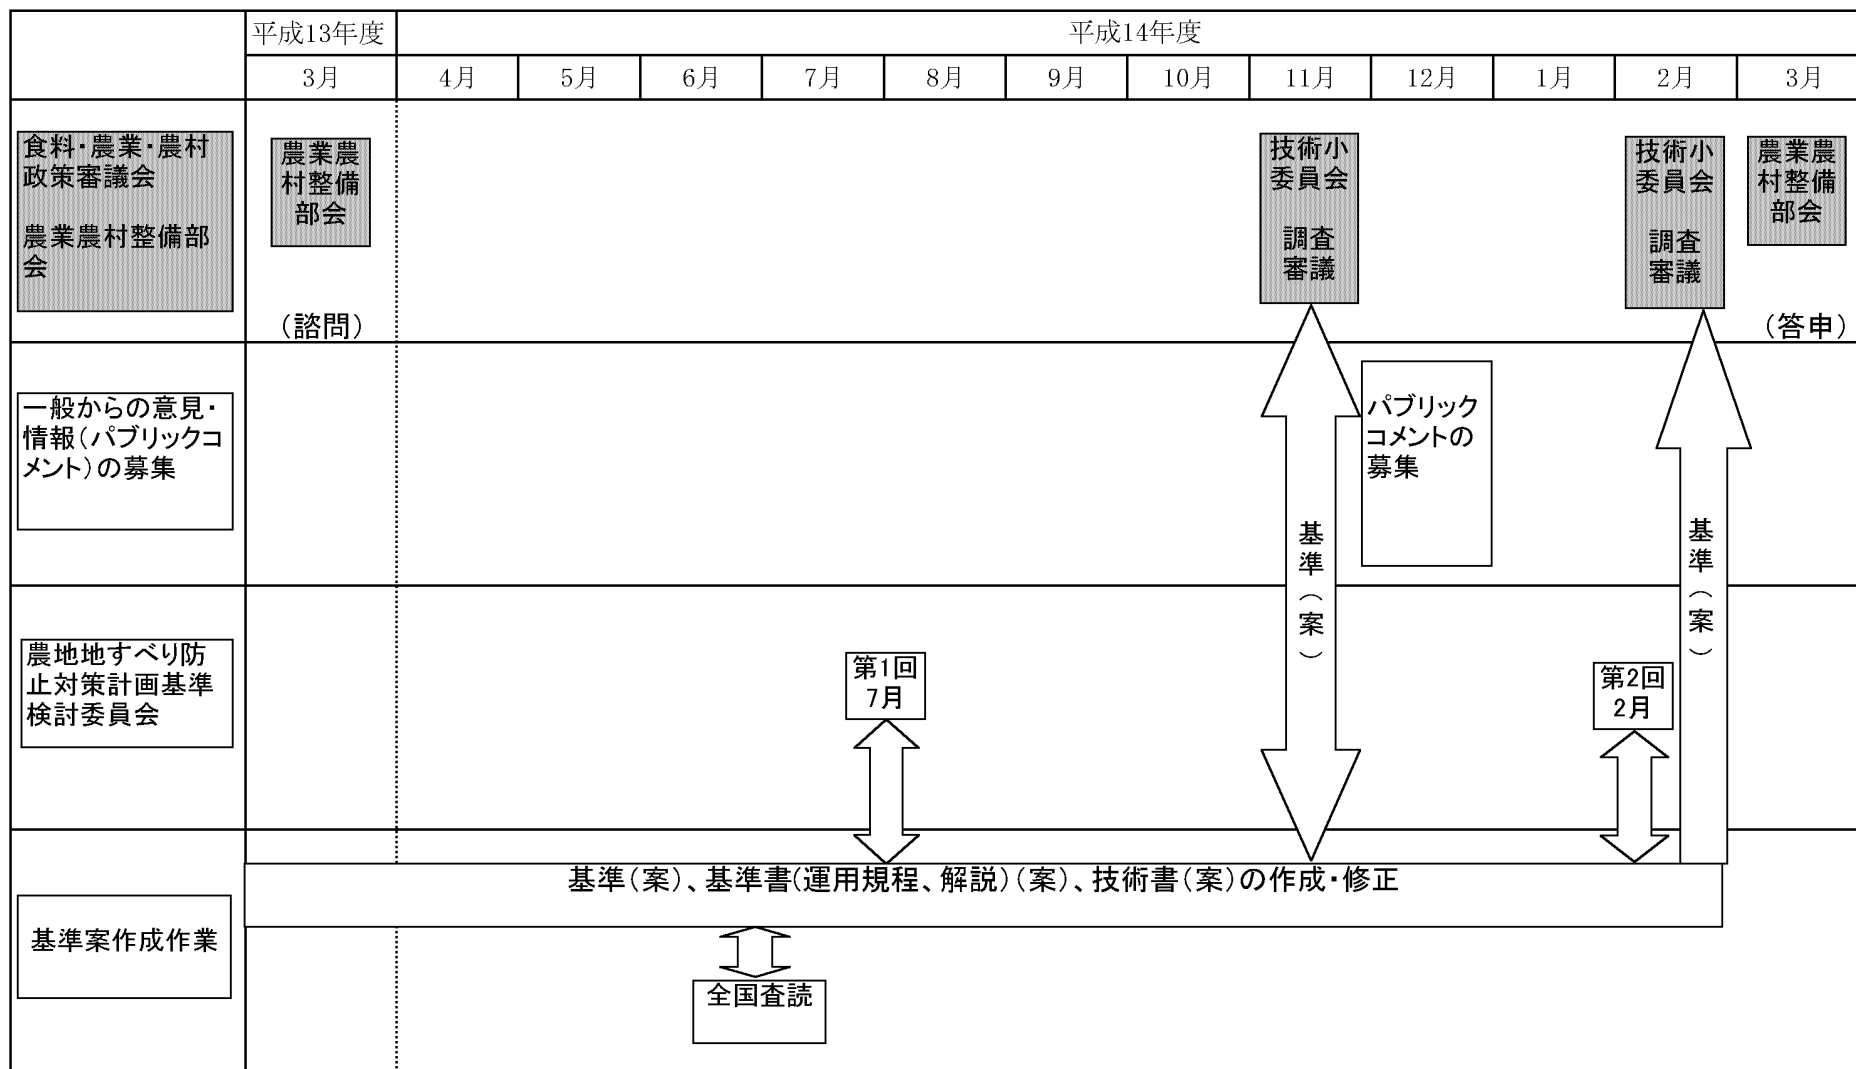 平成13年度
平成14年度
3月
4月
5月
6月
7月
8月
9月
10月
11月
12月
1月
2月
3月
食料・農業・農村
政策審議会
農業農村整備部
会
農業農
村整備
部会
（諮問）
技術小
委員会
調査
審議
技術小
委員会
調査
審議
農業農
村整備
部会
（答申）
一般からの意見・
情報（パブリックコ
メント）の募集
パブリック
コメントの
募集
基準（案）
基準（案）
農地地すべり防
止対策計画基準
検討委員会
第1回
7月
第2回
2月
基準案作成作業
基準（案）、基準書(運用規程、解説)（案）、技術書（案）の作成・修正
全国査読